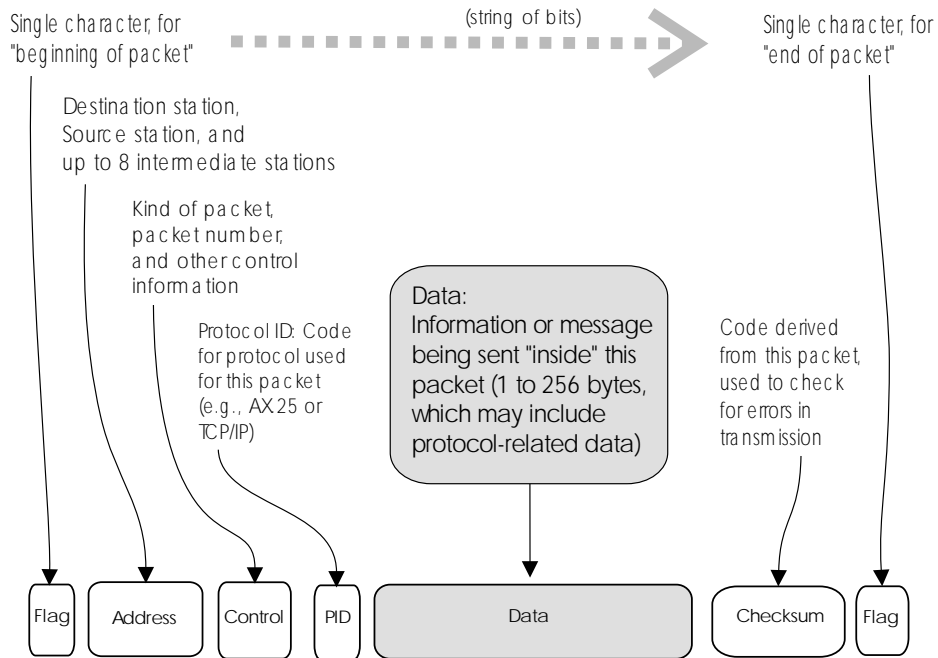 Single character, for
"beginning of packet"
(string of bits)
Single character, for
"end of packet"
Destination station,
Source station, and
up to 8 intermediate stations
Kind of packet,
packet number,
and other control
information
Protocol ID: Code
for protocol used
for this packet
(e.g., AX.25 or
TCP/IP)
Data:
Information or message
being sent "inside" this
packet (1 to 256 bytes,
which may include
protocol-related data)
Code derived
from this packet,
used to check
for errors in
transmission
Flag
Address
Control
PID
Data
Checksum
Flag